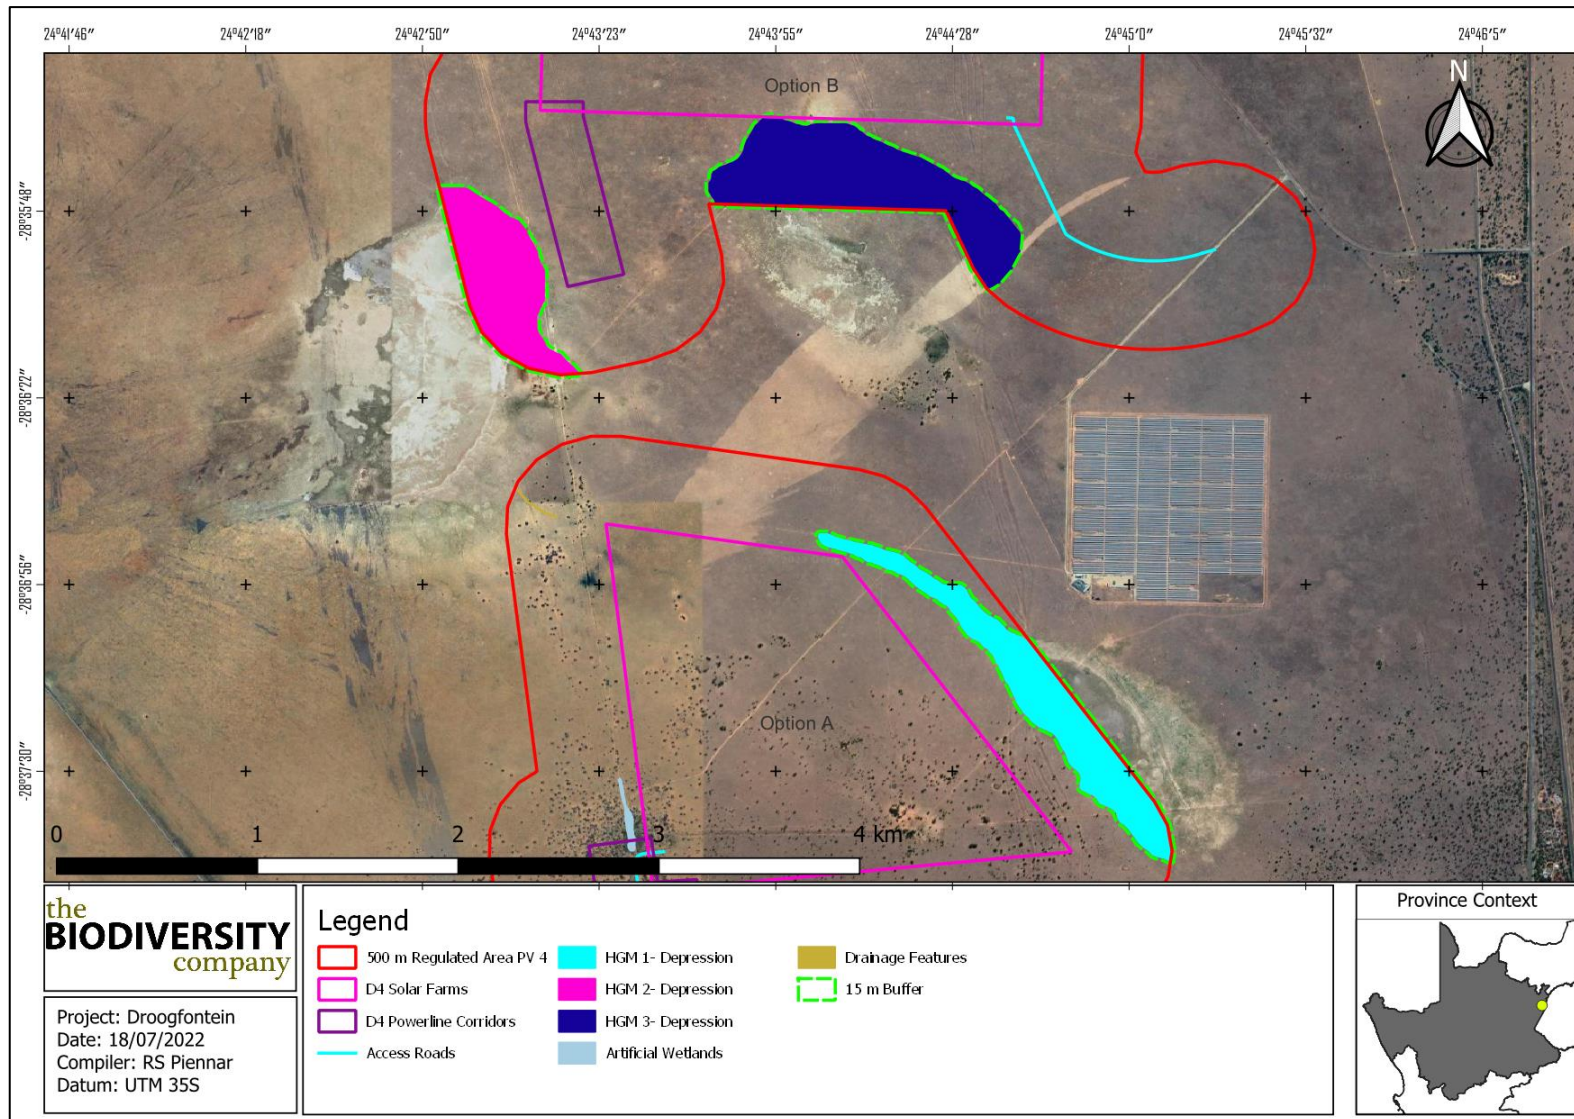 24°41'46" 24°42'18" 24°42'50" 24°43'23" 24°43'55" 24°44'28" 24°45'0" 24°45'32" 24°46'5"
Option B
N
-28°35'48"
-28°36'22"
-28°36'56"
Option A
-28°37'30"
0 1 2 3 4 km
the
BIODIVERSITY
company
Project: Droogfontein
Date: 18/07/2022
Compiler: RS Piennar
Datum: UTM 35S
Legend
500 m Regulated Area PV 4
D4 Solar Farms
D4 Powerline Corridors
Access Roads
HGM 1- Depression
HGM 2- Depression
HGM 3- Depression
Artificial Wetlands
Drainage Features
15 m Buffer
Province Context